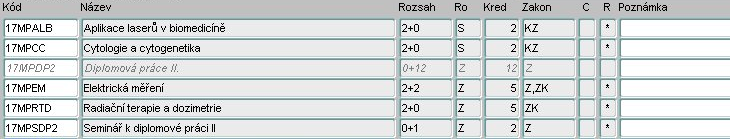 Kód Název Rozsah Ro Kred Zakon C R Poznámka
17MPALB Aplikace laserů v biomedicíně 2+0 S 2 KZ *
17MPCC Cytologie a cytogenetika 2+0 S 2 KZ *
17MPDP2 Diplomová práce II. 0+12 Z 12 Z
17MPEM Elektrická měření 2+2 Z 5 Z,ZK *
17MPRTD Radiační terapie a dozimetrie 2+0 Z 5 ZK *
17MPSDP2 Seminář k diplomové práci II 0+1 Z 2 Z *